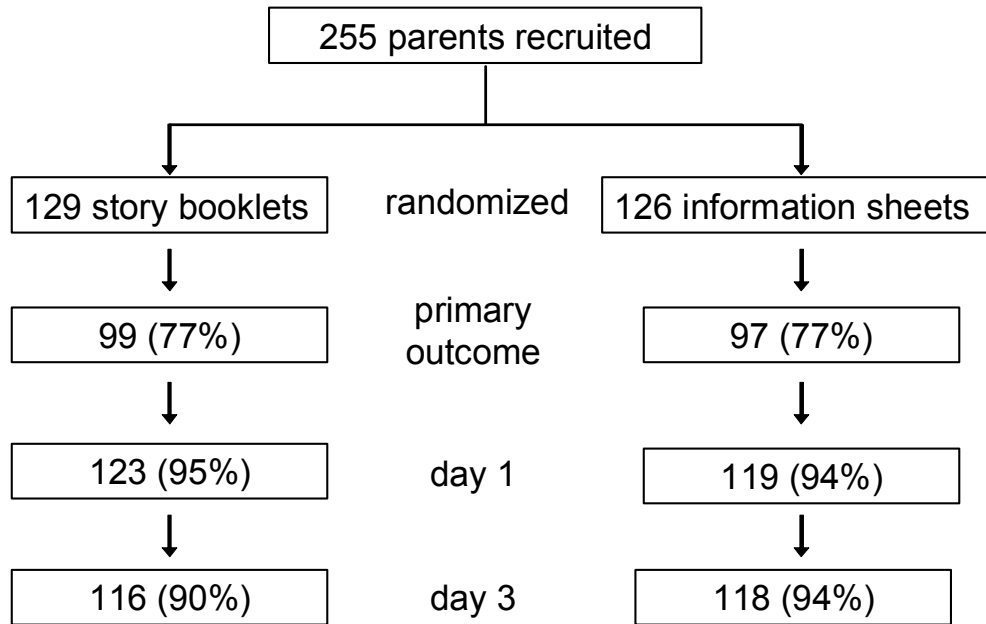 255 parents recruited
129 story booklets
randomized
126 information sheets
99 (77%)
primary
outcome
97 (77%)
123 (95%)
day 1
119 (94%)
116 (90%)
day 3
118 (94%)